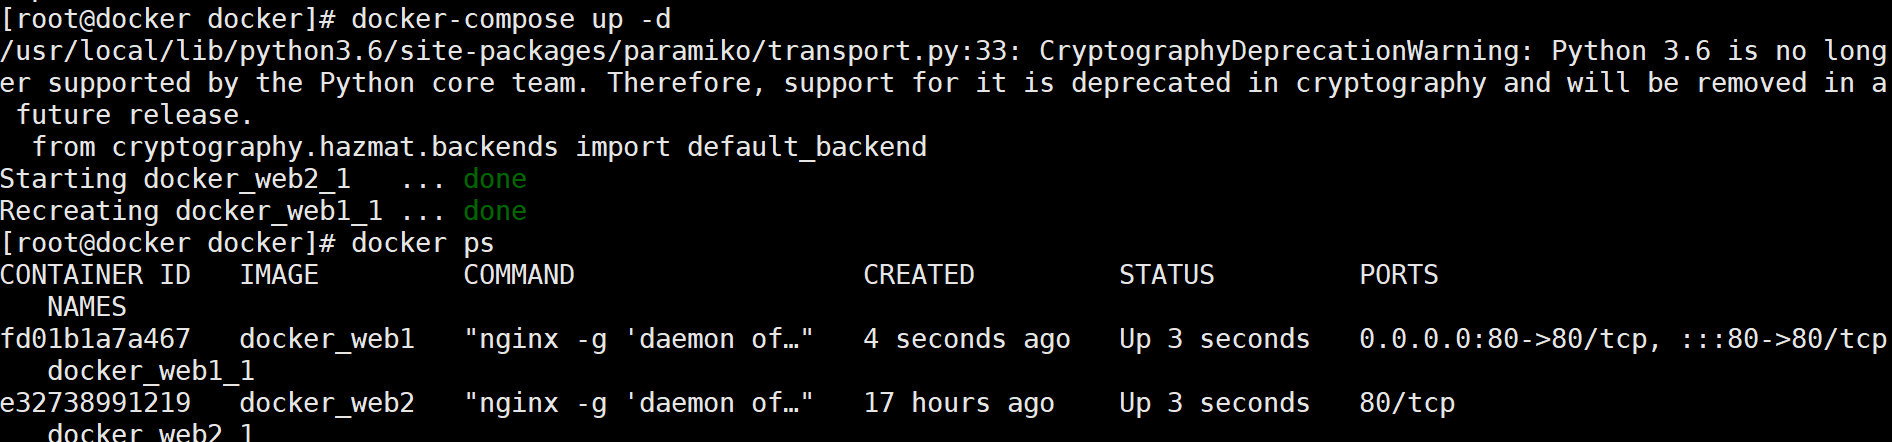 [root@docker docker]# docker-compose up -d
/usr/local/lib/python3.6/site-packages/paramiko/transport.py:33: CryptographyDeprecationWarning: Python 3.6 is no long
er supported by the Python core team. Therefore, support for it is deprecated in cryptography and will be removed in a
 future release.
  from cryptography.hazmat.backends import default_backend
Starting docker_web2_1   ... done
Recreating docker_web1_1 ... done
[root@docker docker]# docker ps
CONTAINER ID   IMAGE         COMMAND                  CREATED         STATUS         PORTS
   NAMES
fd01b1a7a467   docker_web1   "nginx -g 'daemon of…"   4 seconds ago   Up 3 seconds   0.0.0.0:80->80/tcp, :::80->80/tcp
   docker_web1_1
e32738991219   docker_web2   "nginx -g 'daemon of…"   17 hours ago    Up 3 seconds   80/tcp
   docker_web2_1